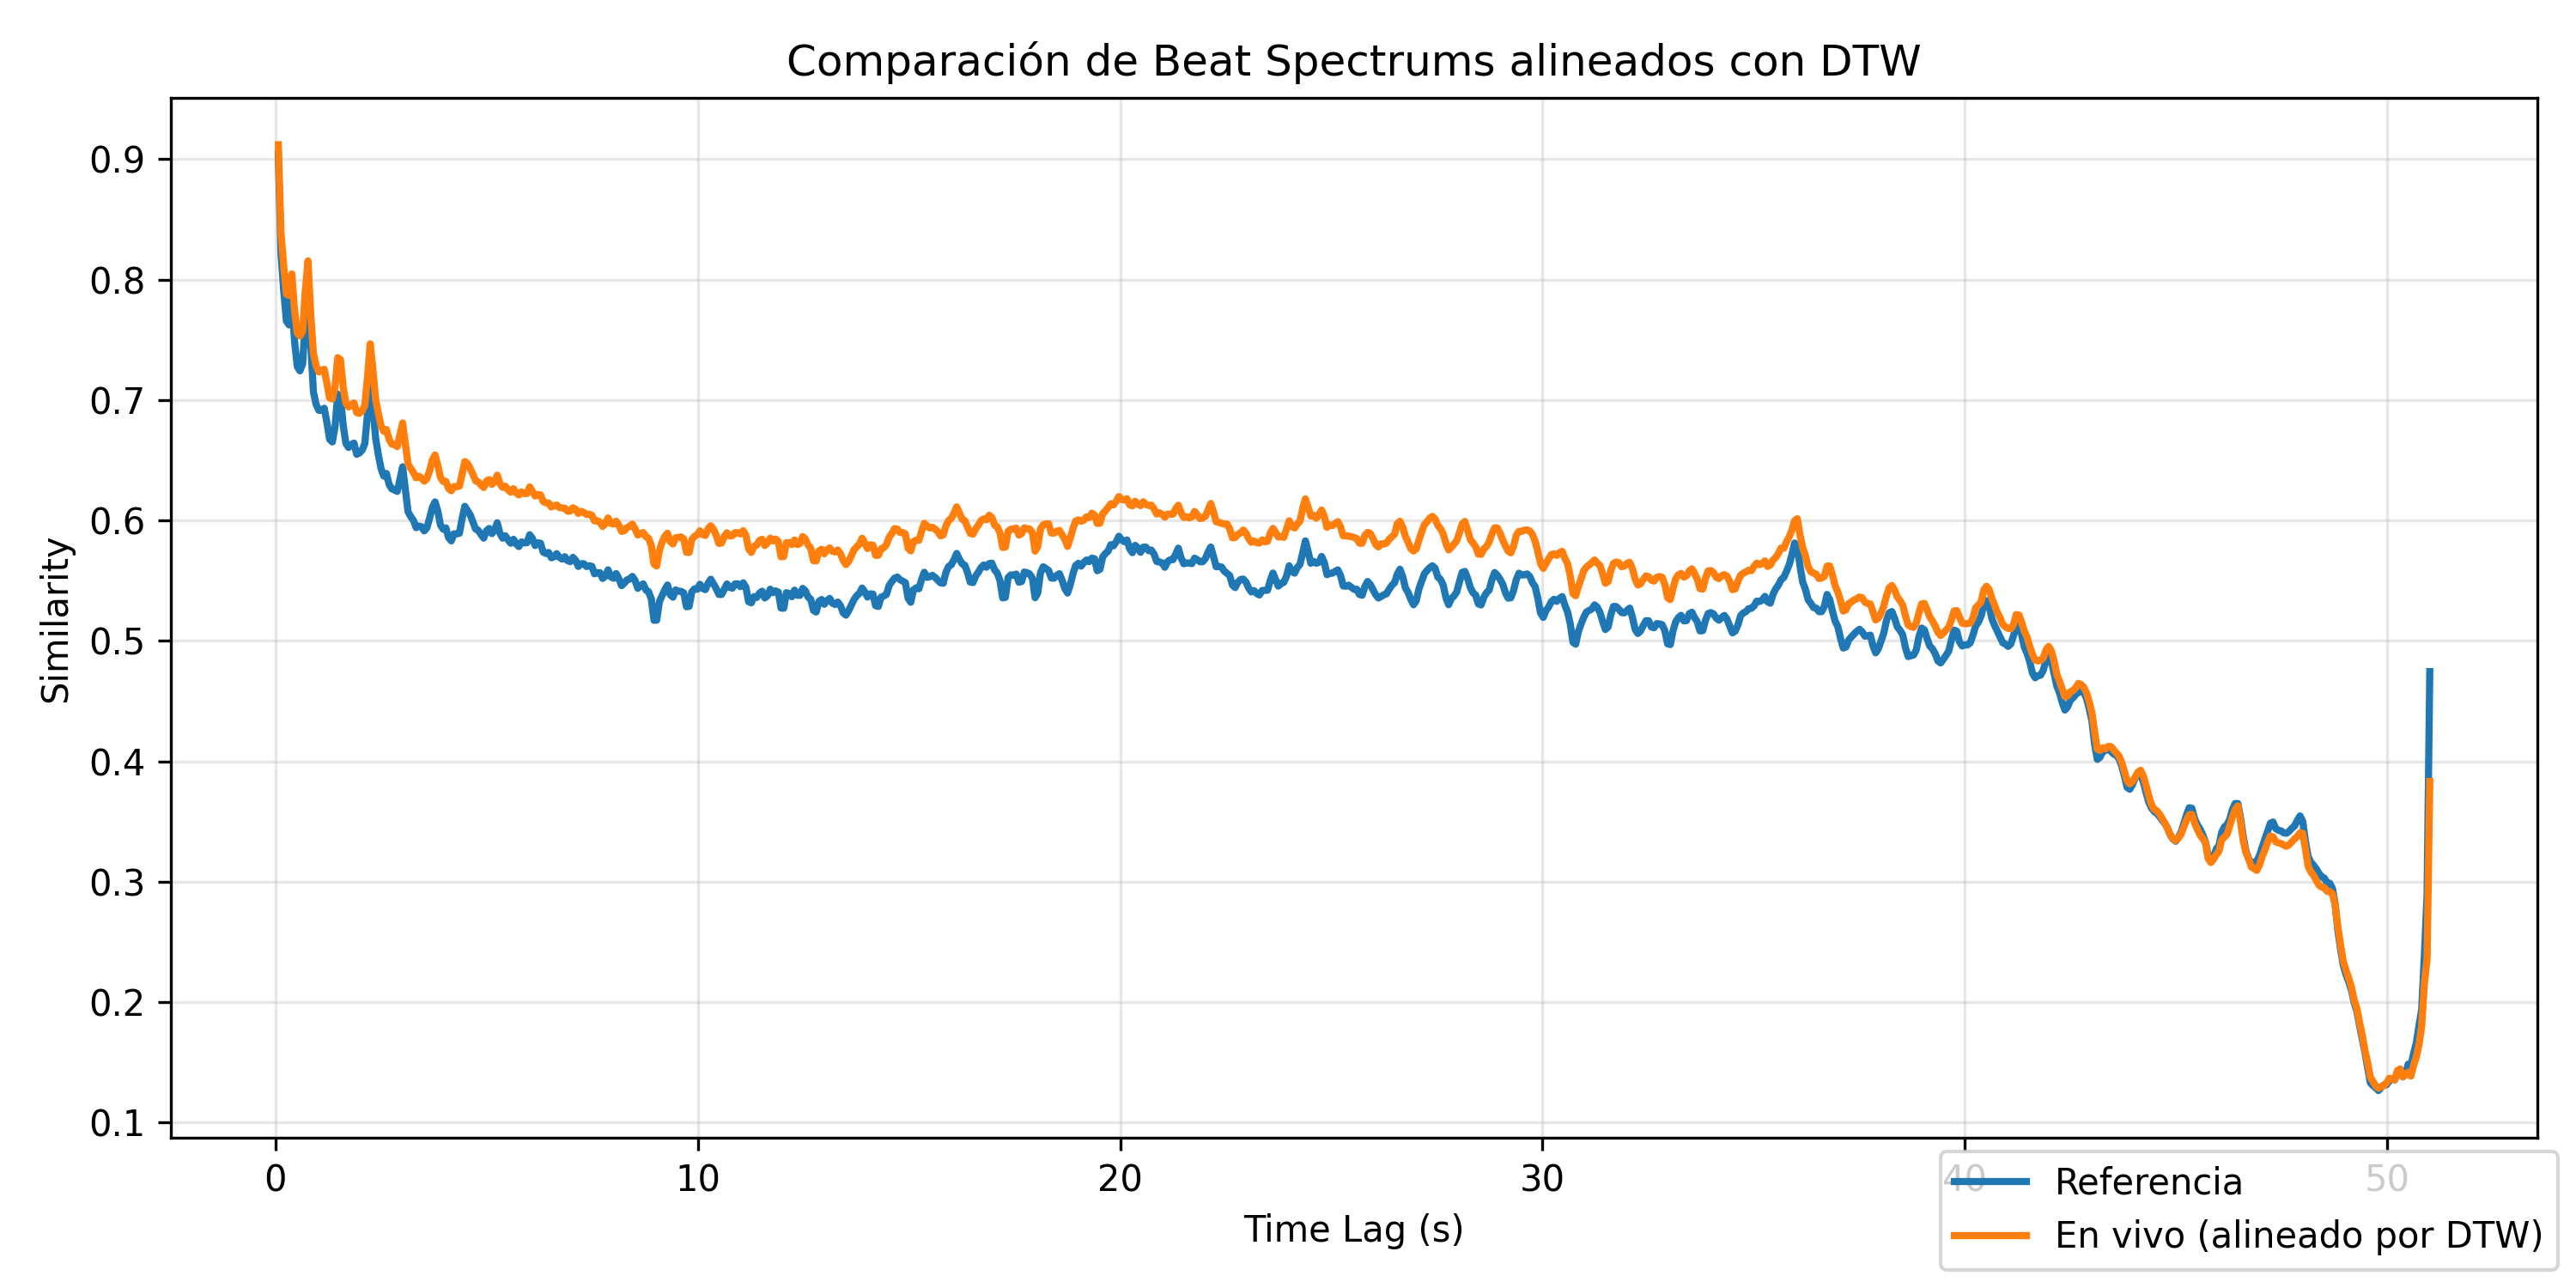 Comparación de Beat Spectrums alineados con DTW
0.9
0.8
0.7
0.6
0.5
0.4
0.3
0.2
0.1
Similarity
0 10 20 30 40 50
Time Lag (s)
Referencia
En vivo (alineado por DTW)